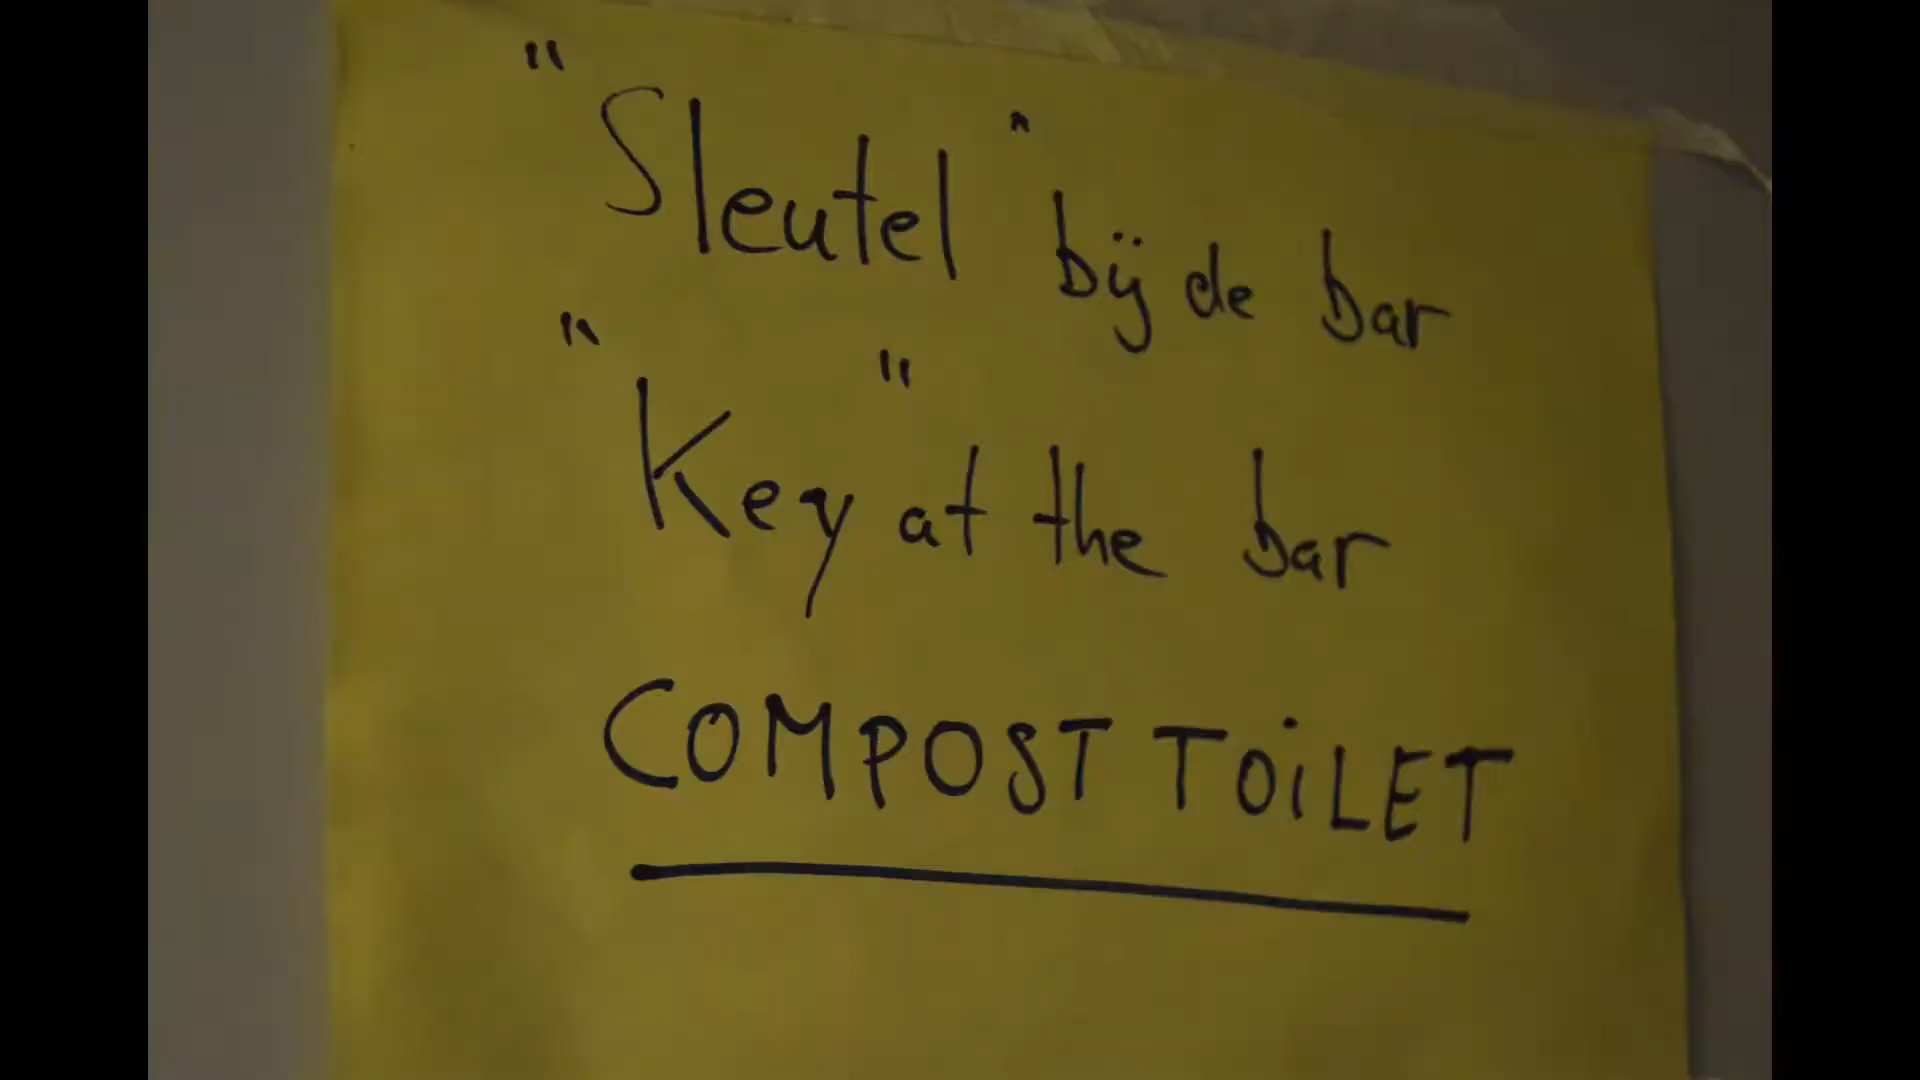 "Sleutel" bij de bar
"Key" at the bar
COMPOST TOiLET